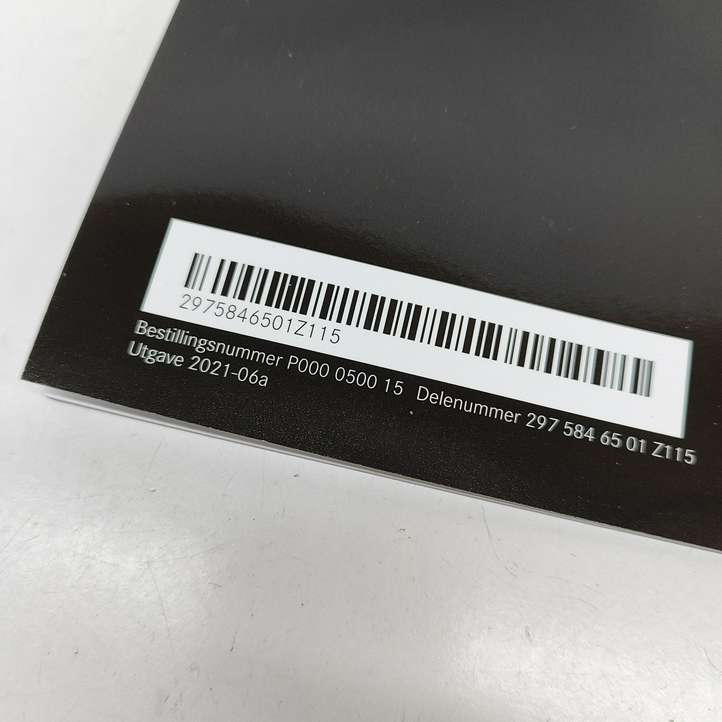 2975846501Z115
Bestillingsnummer P000 0500 15 Delenummer 297 584 65 01 Z115
Utgave 2021-06a